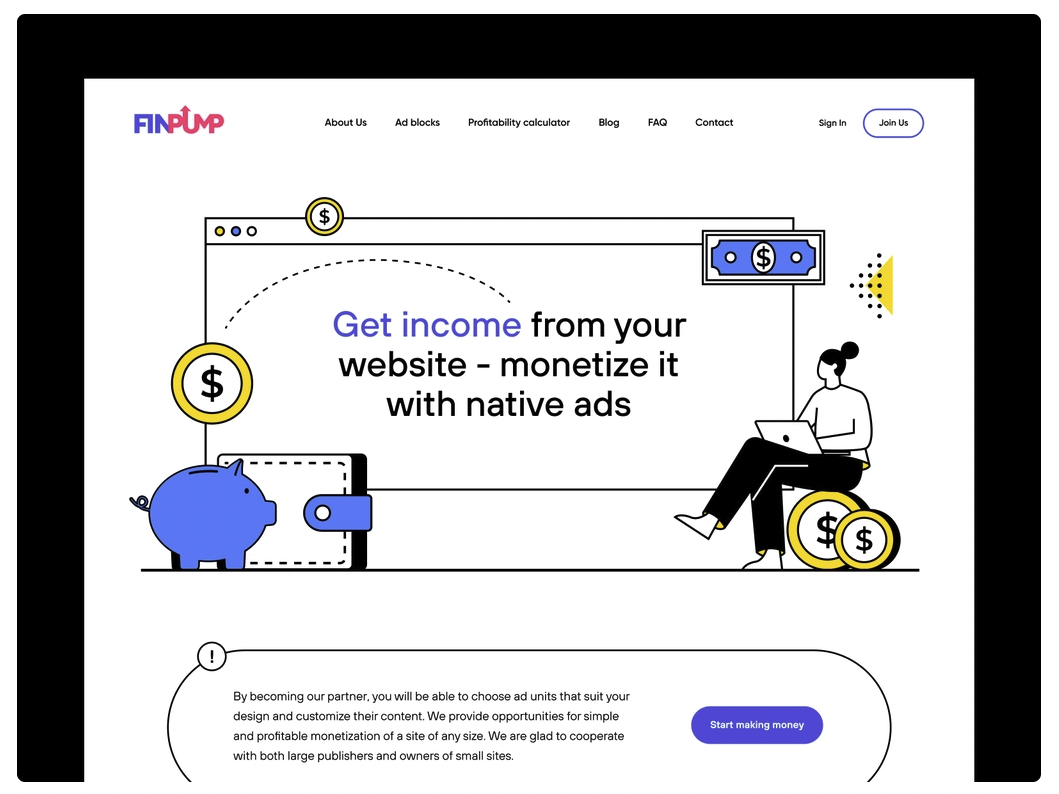 FINPUMP
About Us
Ad blocks
Profitability calculator
Blog
FAQ
Contact
Sign In
Join Us
$
$
Get income from your
website - monetize it
with native ads
$
$
$
!
By becoming our partner, you will be able to choose ad units that suit your
design and customize their content. We provide opportunities for simple
and profitable monetization of a site of any size. We are glad to cooperate
with both large publishers and owners of small sites.
Start making money